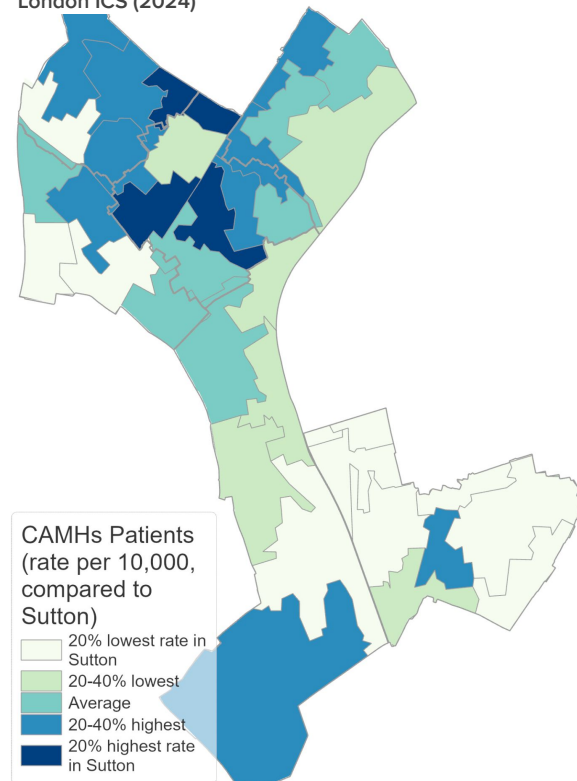 London ICS (2024)
CAMHs Patients
(rate per 10,000,
compared to
Sutton)
20% lowest rate in
Sutton
20-40% lowest
Average
20-40% highest
20% highest rate
in Sutton